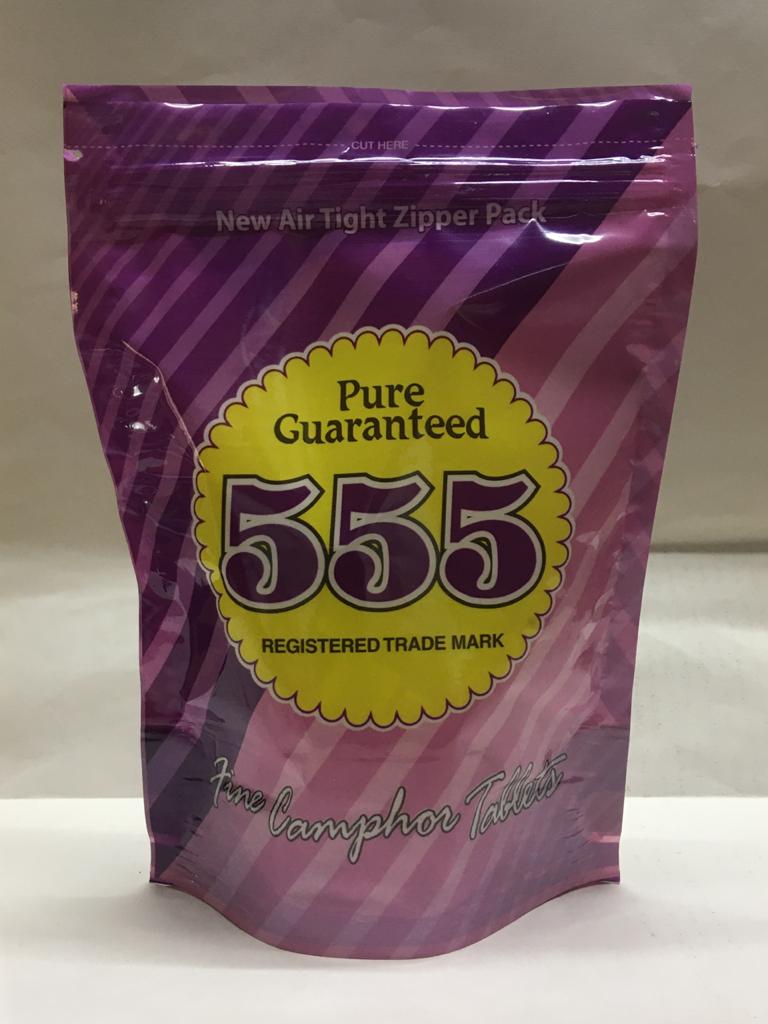 CUT HERE
New Air Tight Zipper Pack
Pure
Guaranteed
555
REGISTERED TRADE MARK
Fine Camphor Tablets